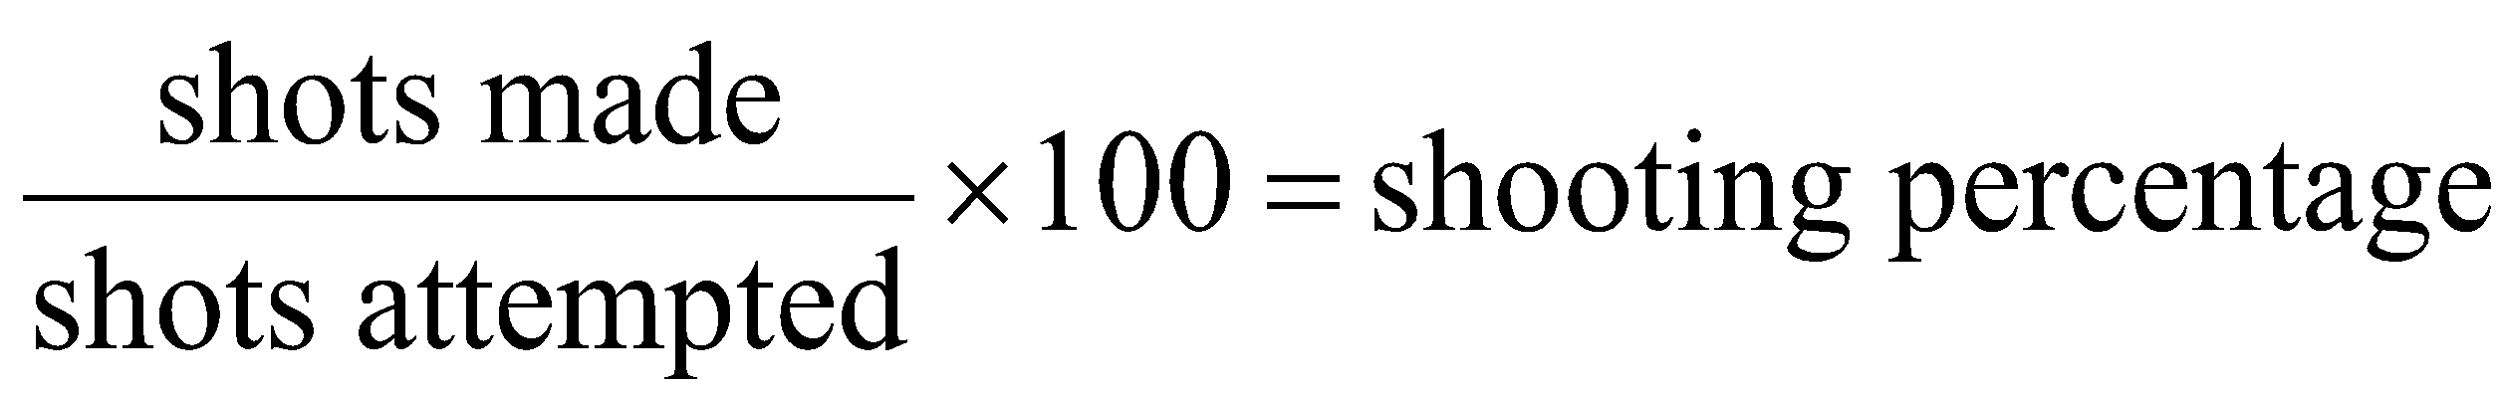 shots made
shots attempted
× 100 = shooting percentage